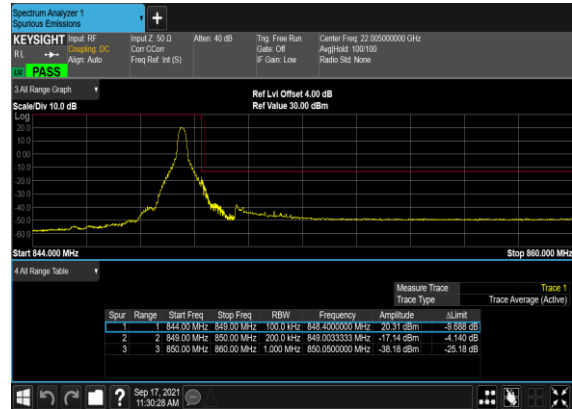 Spectrum Analyzer 1
Spurious Emissions
+
KEYSIGHT Input: RF Input Z: 50 Ω Atten: 40 dB Trig: Free Run Center Freq: 22.005000000 GHz
RL Coupling: DC Corr CCorr Gate: Off Avg|Hold: 100/100
Align: Auto Freq Ref: Int (S) IF Gain: Low Radio Std: None
LW PASS
3 All Range Graph
Ref Lvl Offset 4.00 dB
Scale/Div 10.0 dB Ref Value 30.00 dBm
Log
20.0
10.0
0.00
-10.0
-20.0
-30.0
-40.0
-50.0
-60.0
Start 844.000 MHz Stop 860.000 MHz
4 All Range Table
Measure Trace Trace 1
Trace Type Trace Average (Active)
Spur Range Start Freq Stop Freq RBW Frequency Amplitude ΔLimit
1 1 844.00 MHz 849.00 MHz 100.0 kHz 848.4000000 MHz 20.31 dBm -9.688 dB
2 2 849.00 MHz 850.00 MHz 200.0 kHz 849.0033333 MHz -17.14 dBm -4.140 dB
3 3 850.00 MHz 860.00 MHz 1.000 MHz 850.0500000 MHz -38.18 dBm -25.18 dB
? Sep 17, 2021
11:30:28 AM